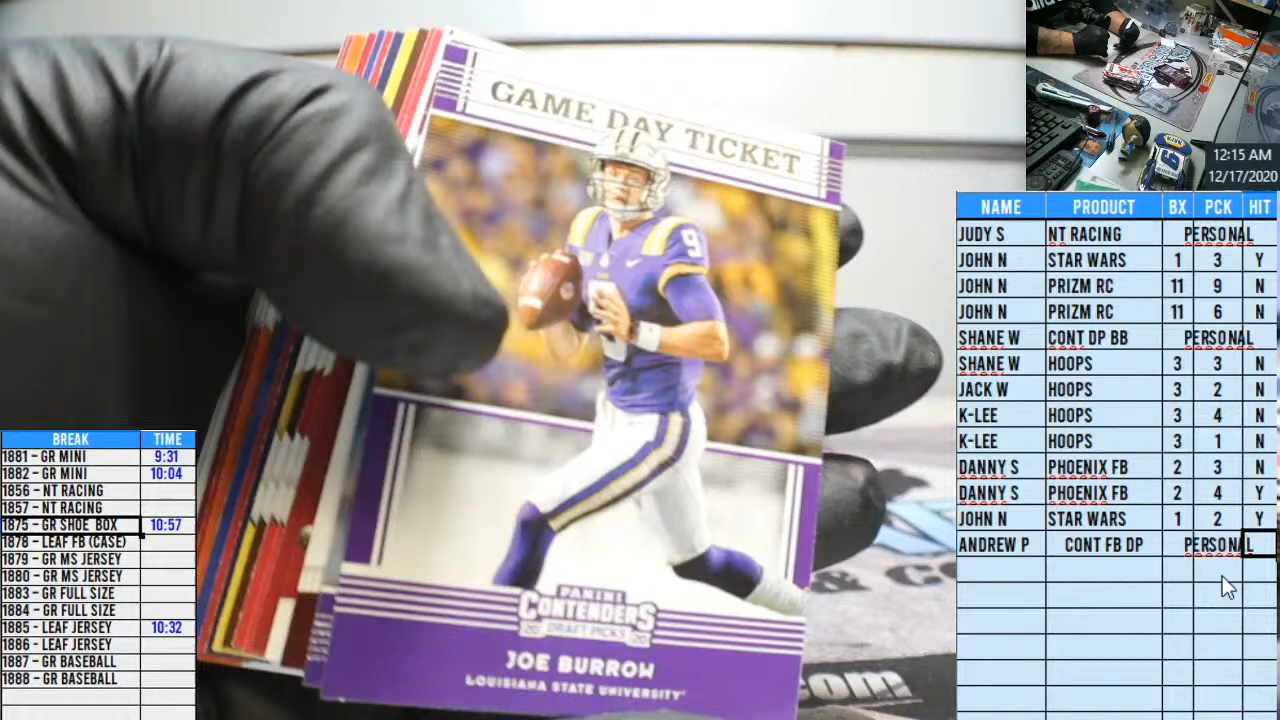 GAME DAY TICKET
9
PANINI
CONTENDERS
20 DRAFT PICKS 20
JOE BURROW
LOUISIANA STATE UNIVERSITY
.com
12:15 AM
12/17/2020
NAME PRODUCT BX PCK HIT
JUDY S NT RACING PERSONAL
JOHN N STAR WARS 1 3 Y
JOHN N PRIZM RC 11 9 N
JOHN N PRIZM RC 11 6 N
SHANE W CONT DP BB PERSONAL
SHANE W HOOPS 3 3 N
JACK W HOOPS 3 2 N
K-LEE HOOPS 3 4 N
K-LEE HOOPS 3 1 N
DANNY S PHOENIX FB 2 3 N
DANNY S PHOENIX FB 2 4 Y
JOHN N STAR WARS 1 2 Y
ANDREW P CONT FB DP PERSONAL
BREAK TIME
1881 - GR MINI 9:31
1882 - GR MINI 10:04
1856 - NT RACING
1857 - NT RACING
1875 - GR SHOE BOX 10:57
1878 - LEAF FB (CASE)
1879 - GR MS JERSEY
1880 - GR MS JERSEY
1883 - GR FULL SIZE
1884 - GR FULL SIZE
1885 - LEAF JERSEY 10:32
1886 - LEAF JERSEY
1887 - GR BASEBALL
1888 - GR BASEBALL